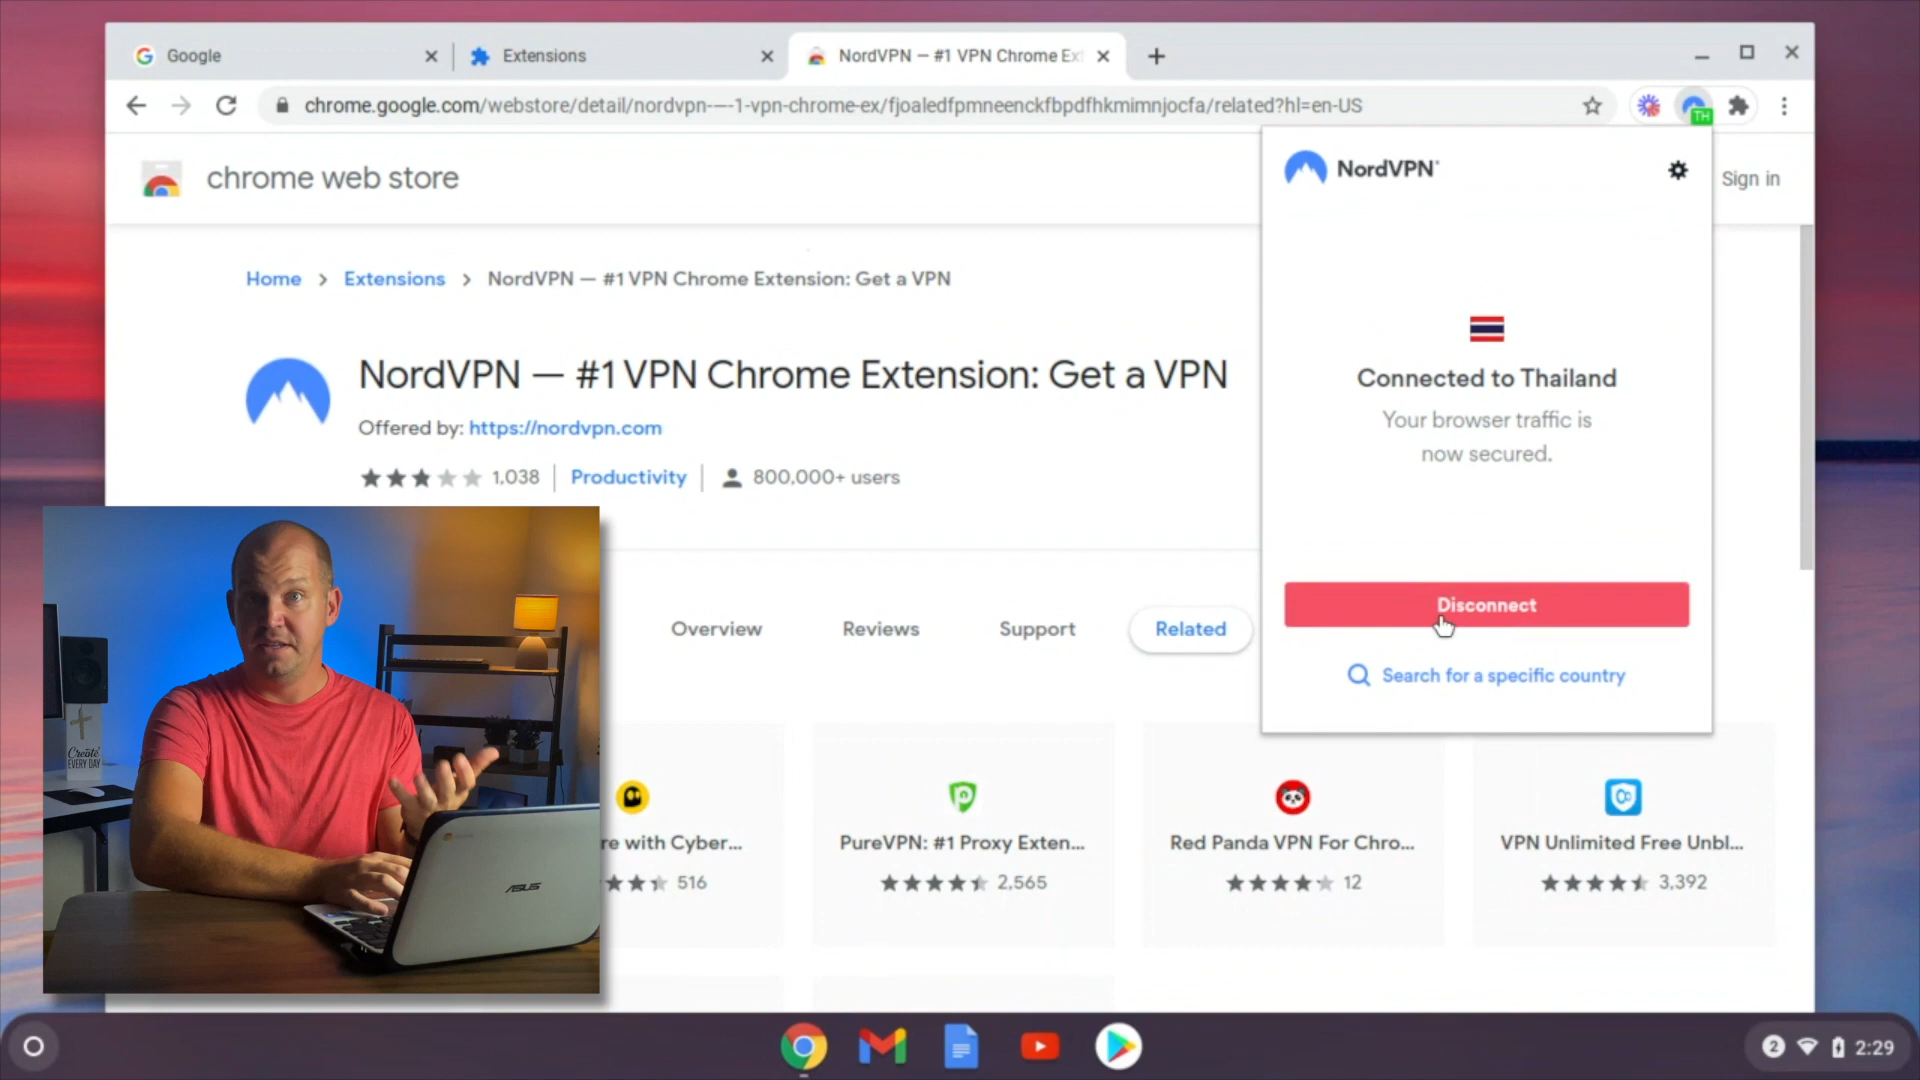 Google
Extensions
NordVPN — #1 VPN Chrome Ext
chrome.google.com/webstore/detail/nordvpn-—-1-vpn-chrome-ex/fjoaledfpmneenckfbpdfhkmimnjocfa/related?hl=en-US
TH
chrome web store
NordVPN®
Sign in
Home > Extensions > NordVPN — #1 VPN Chrome Extension: Get a VPN
NordVPN — #1 VPN Chrome Extension: Get a VPN
Offered by: https://nordvpn.com
1,038 | Productivity | 800,000+ users
Connected to Thailand
Your browser traffic is
now secured.
Disconnect
Search for a specific country
Overview
Reviews
Support
Related
re with Cyber...
516
PureVPN: #1 Proxy Exten...
2,565
Red Panda VPN For Chro...
12
VPN Unlimited Free Unbl...
3,392
Create
EVERY DAY
ASUS
2
2:29